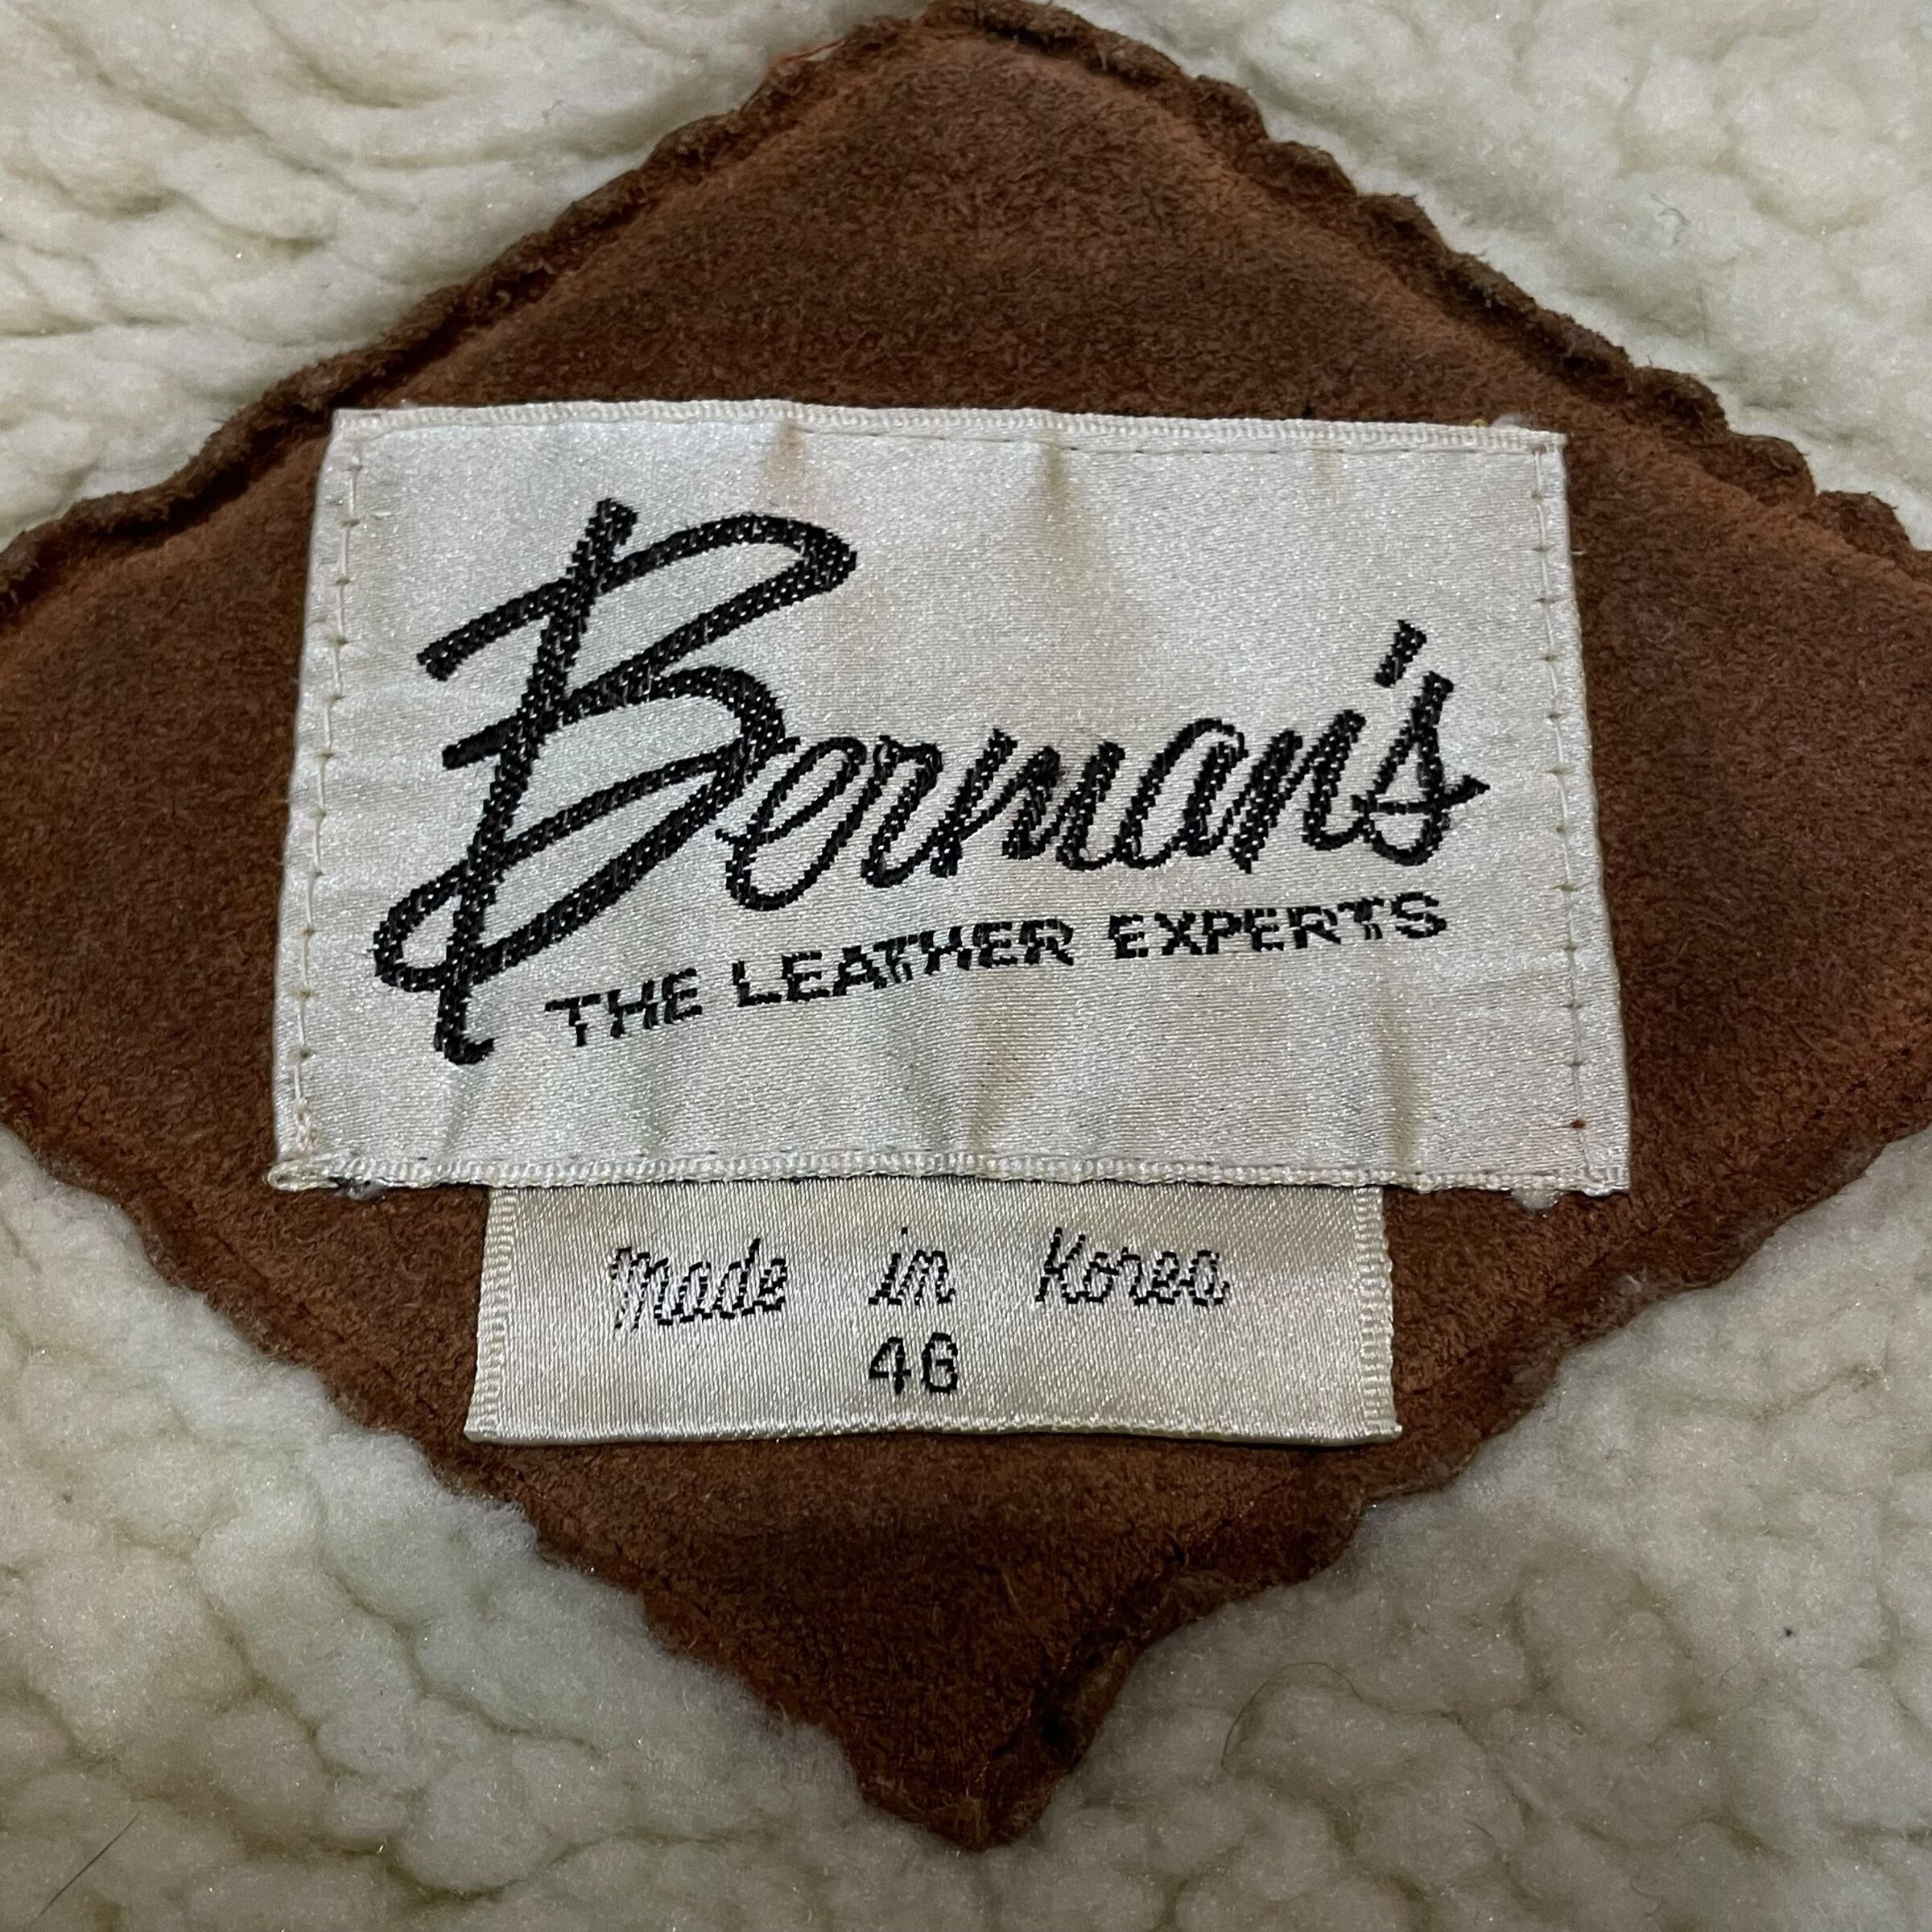 Berman's
THE LEATHER EXPERTS
Made in Korea
46